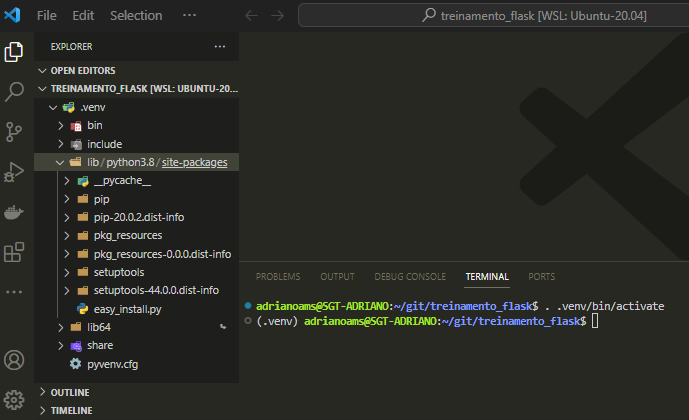 File Edit Selection ···
treinamento_flask [WSL: Ubuntu-20.04]
EXPLORER ···
OPEN EDITORS
TREINAMENTO_FLASK [WSL: UBUNTU-20...
.venv
bin
include
lib/python3.8/site-packages
__pycache__
pip
pip-20.0.2.dist-info
pkg_resources
pkg_resources-0.0.0.dist-info
setuptools
setuptools-44.0.0.dist-info
easy_install.py
lib64
share
pyvenv.cfg
OUTLINE
TIMELINE
PROBLEMS OUTPUT DEBUG CONSOLE TERMINAL PORTS
adrianoams@5GT-ADRIANO:~/git/treinamento_flask$ . .venv/bin/activate
(.venv) adrianoams@5GT-ADRIANO:~/git/treinamento_flask$